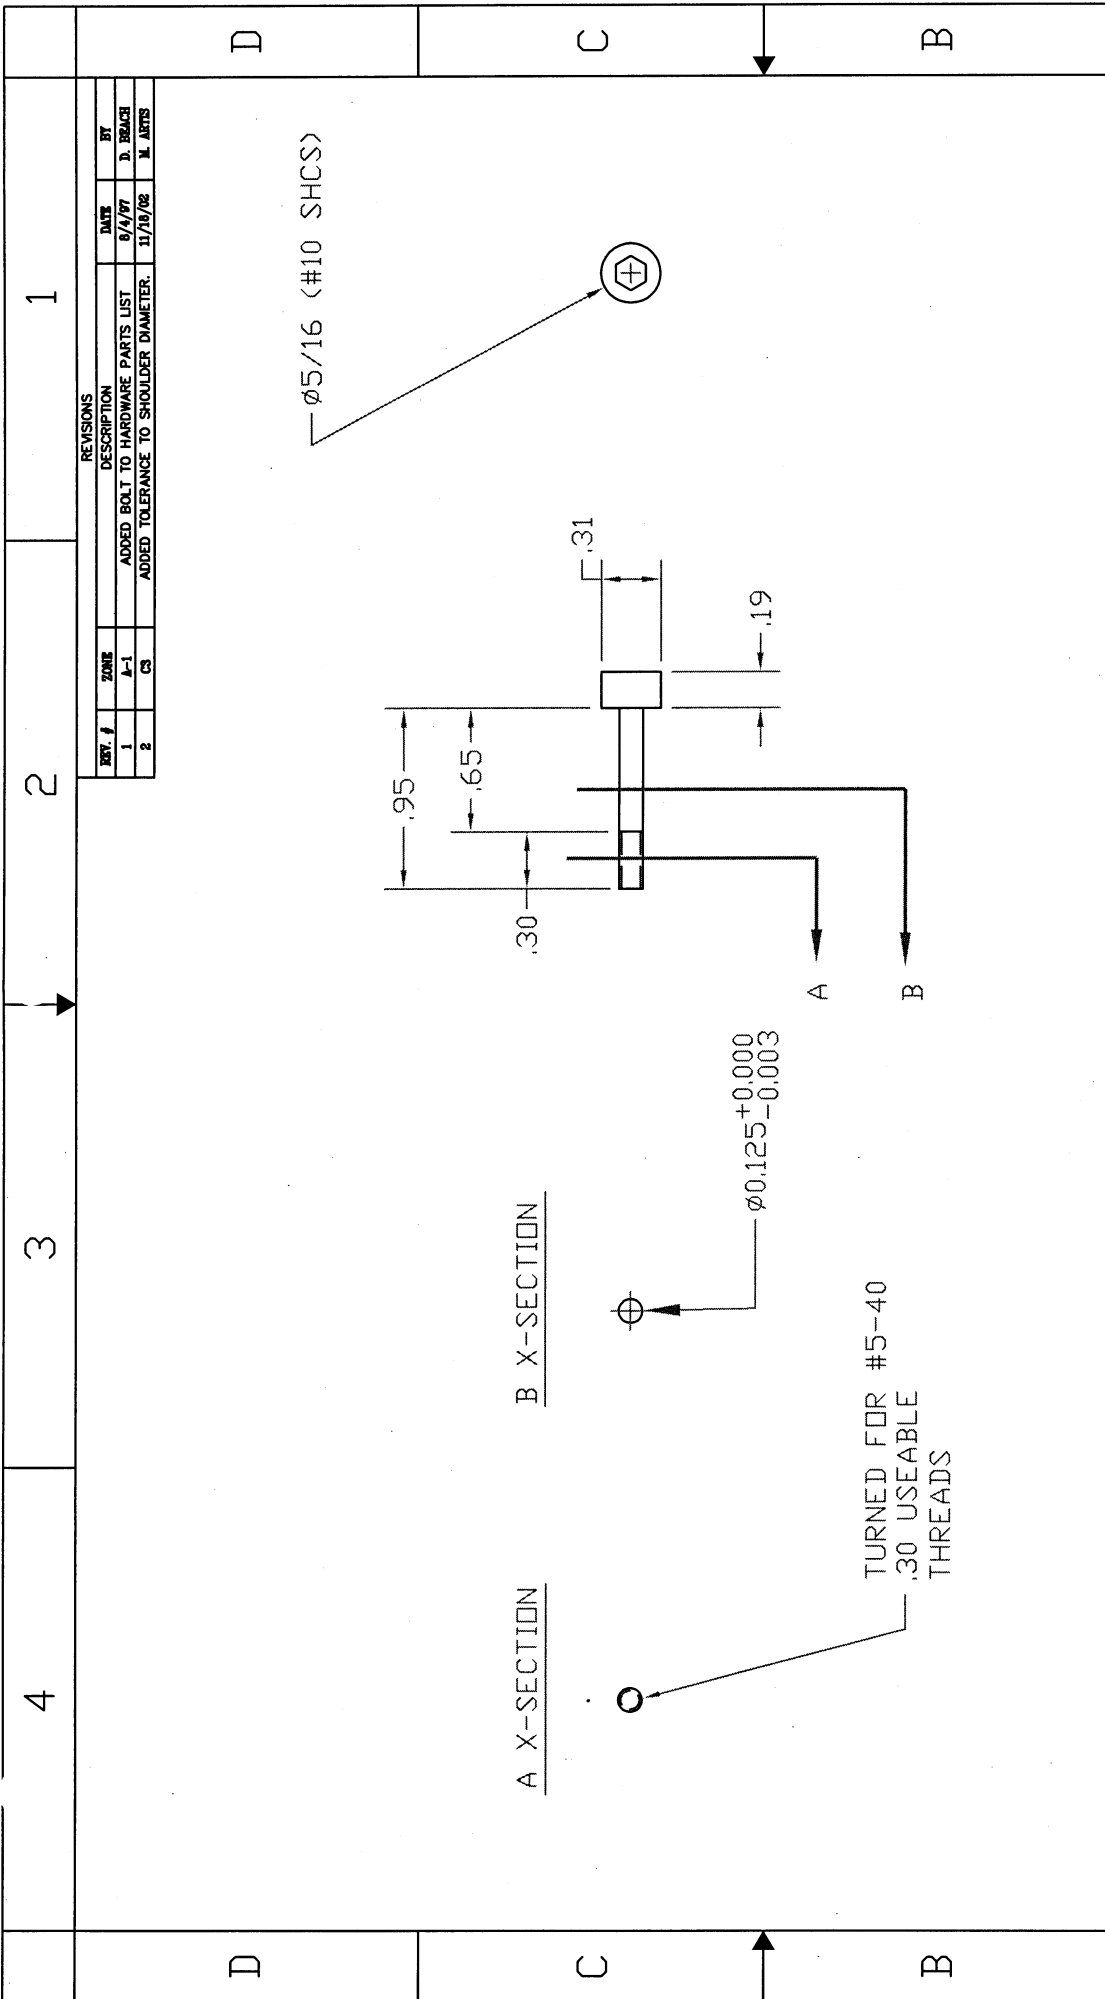 4
3
2
1
D
C
B
D
C
B
REVISIONS
REV. # ZONE DESCRIPTION DATE BY
1 A-1 ADDED BOLT TO HARDWARE PARTS LIST 8/4/97 D. BEACH
2 C3 ADDED TOLERANCE TO SHOULDER DIAMETER. 11/18/02 M. ARTIS
Ø5/16 (#10 SHCS)
.95
.65
.30
.31
.19
A
B
A X-SECTION
B X-SECTION
Ø0.125 +0.000
-0.003
TURNED FOR #5-40
.30 USEABLE
THREADS